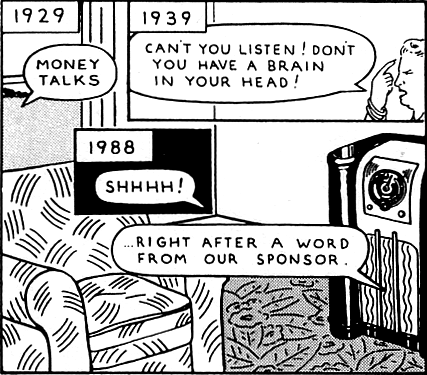 1929
MONEY
TALKS
1939
CAN'T YOU LISTEN! DON'T
YOU HAVE A BRAIN
IN YOUR HEAD!
1988
SHHHH!
...RIGHT AFTER A WORD
FROM OUR SPONSOR.